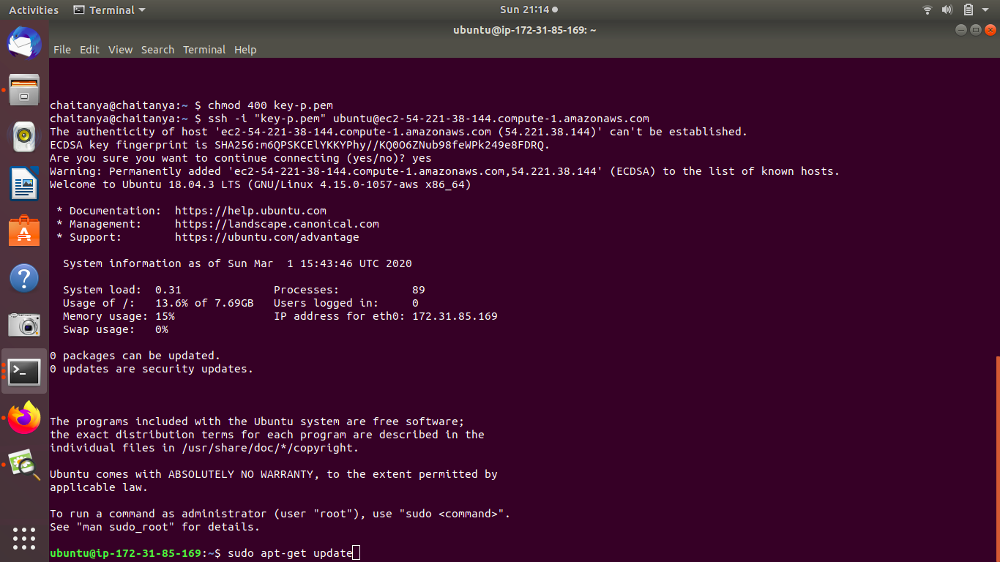 Activities Terminal Sun 21:14
ubuntu@ip-172-31-85-169: ~
File Edit View Search Terminal Help
chaitanya@chaitanya:~ $ chmod 400 key-p.pem
chaitanya@chaitanya:~ $ ssh -i "key-p.pem" ubuntu@ec2-54-221-38-144.compute-1.amazonaws.com
The authenticity of host 'ec2-54-221-38-144.compute-1.amazonaws.com (54.221.38.144)' can't be established.
ECDSA key fingerprint is SHA256:m6QPSKCElYKKYPhy//KQ0O6ZNub98feWPk249e8FDRQ.
Are you sure you want to continue connecting (yes/no)? yes
Warning: Permanently added 'ec2-54-221-38-144.compute-1.amazonaws.com,54.221.38.144' (ECDSA) to the list of known hosts.
Welcome to Ubuntu 18.04.3 LTS (GNU/Linux 4.15.0-1057-aws x86_64)
* Documentation:  https://help.ubuntu.com
* Management:     https://landscape.canonical.com
* Support:        https://ubuntu.com/advantage
System information as of Sun Mar  1 15:43:46 UTC 2020
System load:  0.31              Processes:           89
Usage of /:   13.6% of 7.69GB   Users logged in:     0
Memory usage: 15%               IP address for eth0: 172.31.85.169
Swap usage:   0%
0 packages can be updated.
0 updates are security updates.
The programs included with the Ubuntu system are free software;
the exact distribution terms for each program are described in the
individual files in /usr/share/doc/*/copyright.
Ubuntu comes with ABSOLUTELY NO WARRANTY, to the extent permitted by
applicable law.
To run a command as administrator (user "root"), use "sudo <command>".
See "man sudo_root" for details.
ubuntu@ip-172-31-85-169:~$ sudo apt-get update